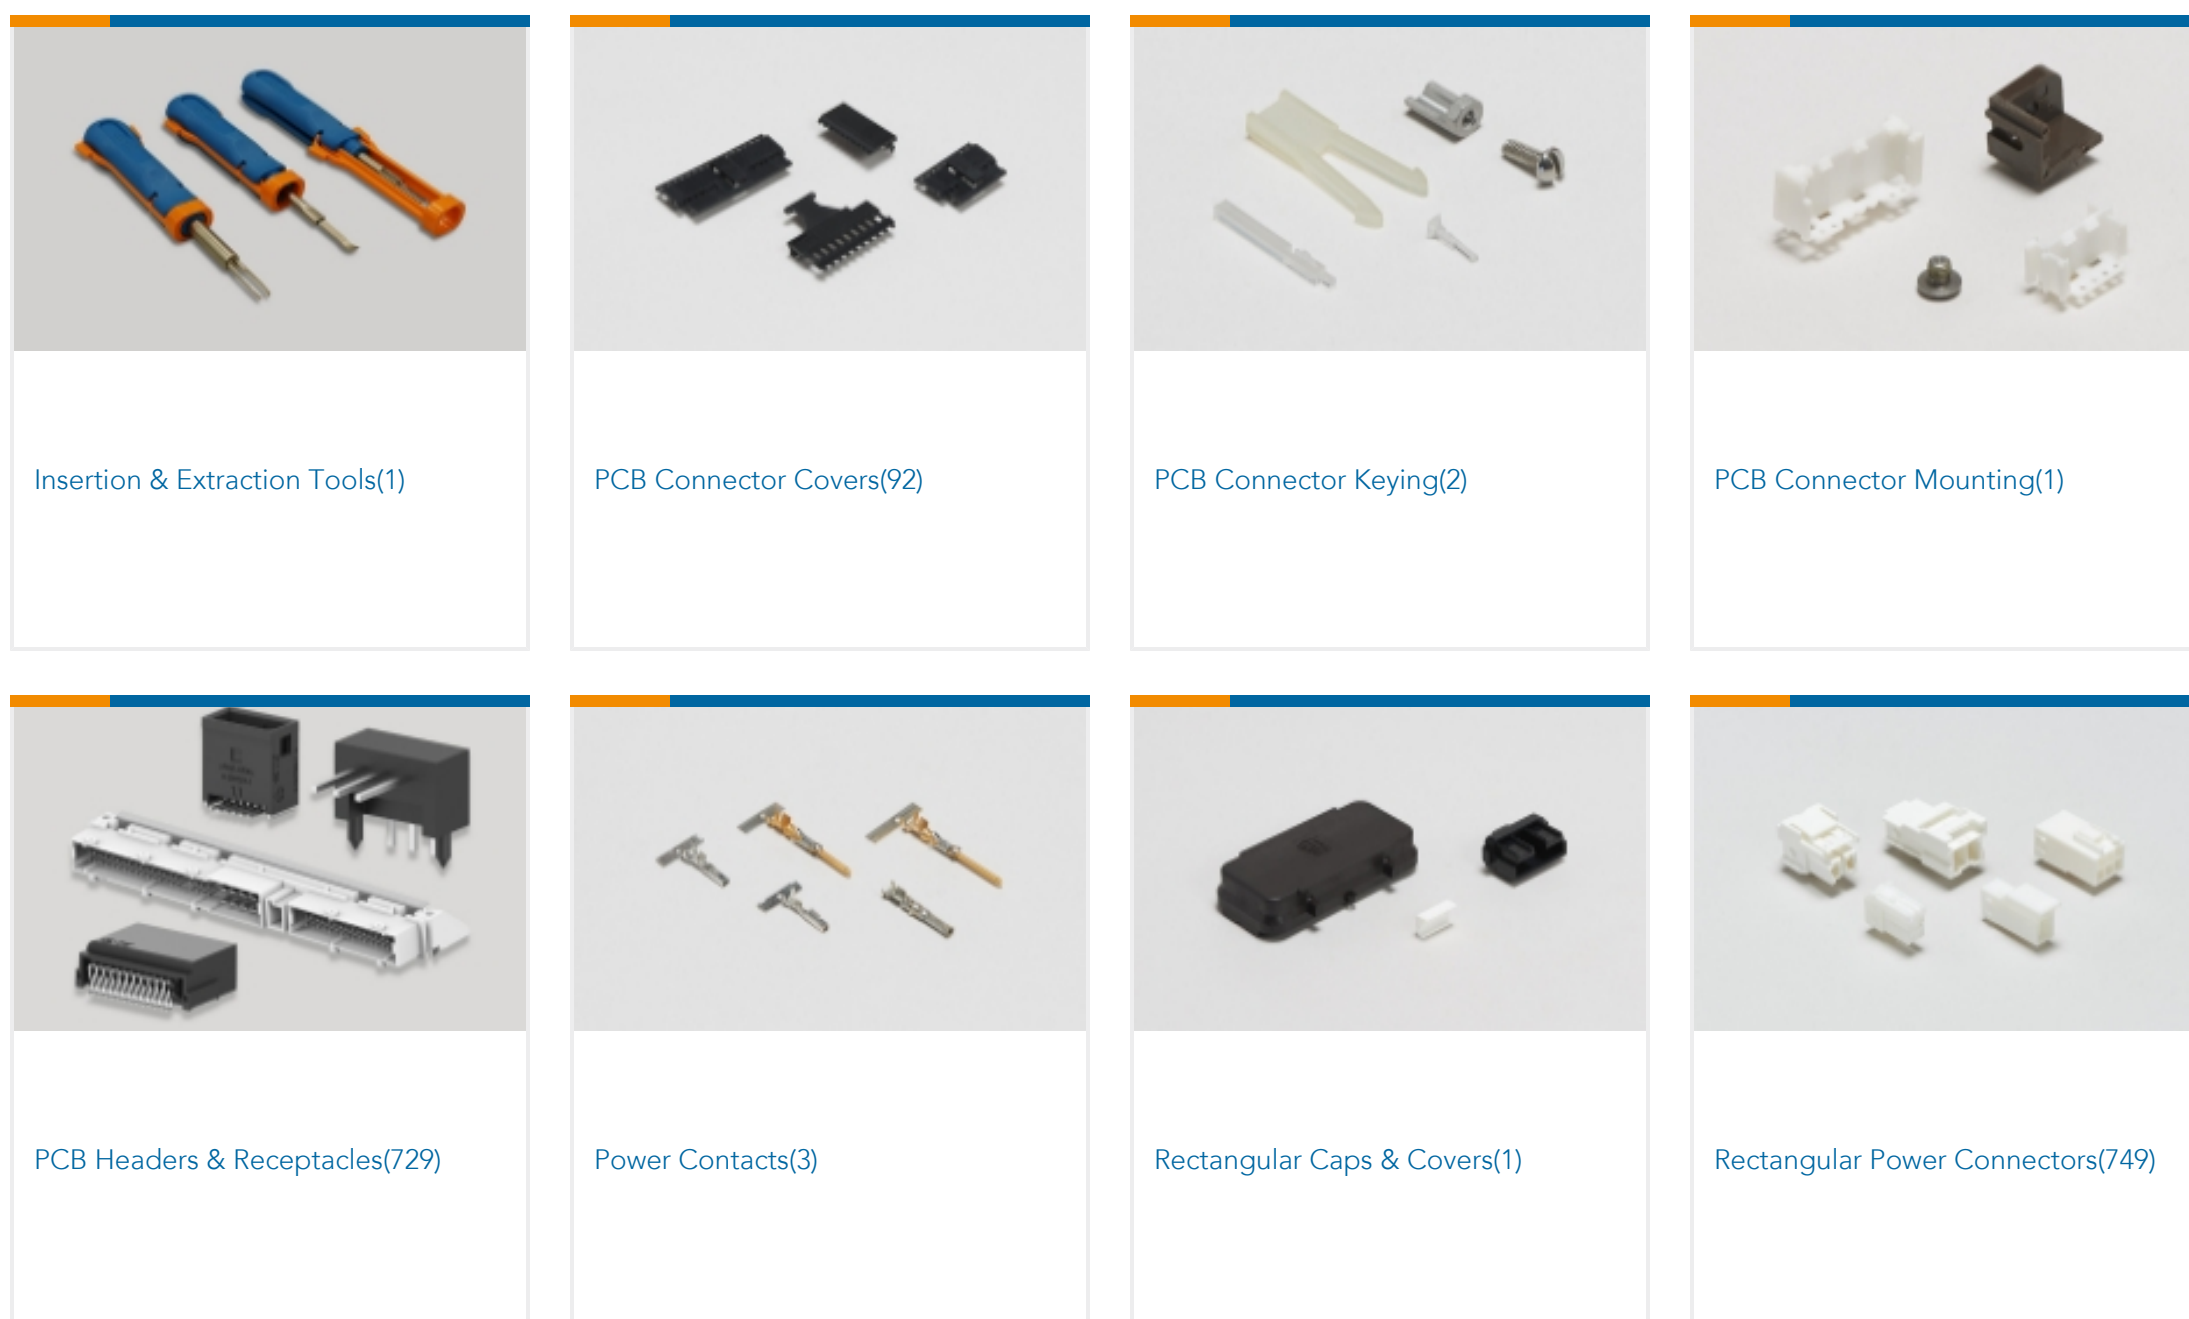 Insertion & Extraction Tools(1)
PCB Connector Covers(92)
PCB Connector Keying(2)
PCB Connector Mounting(1)
PCB Headers & Receptacles(729)
Power Contacts(3)
Rectangular Caps & Covers(1)
Rectangular Power Connectors(749)